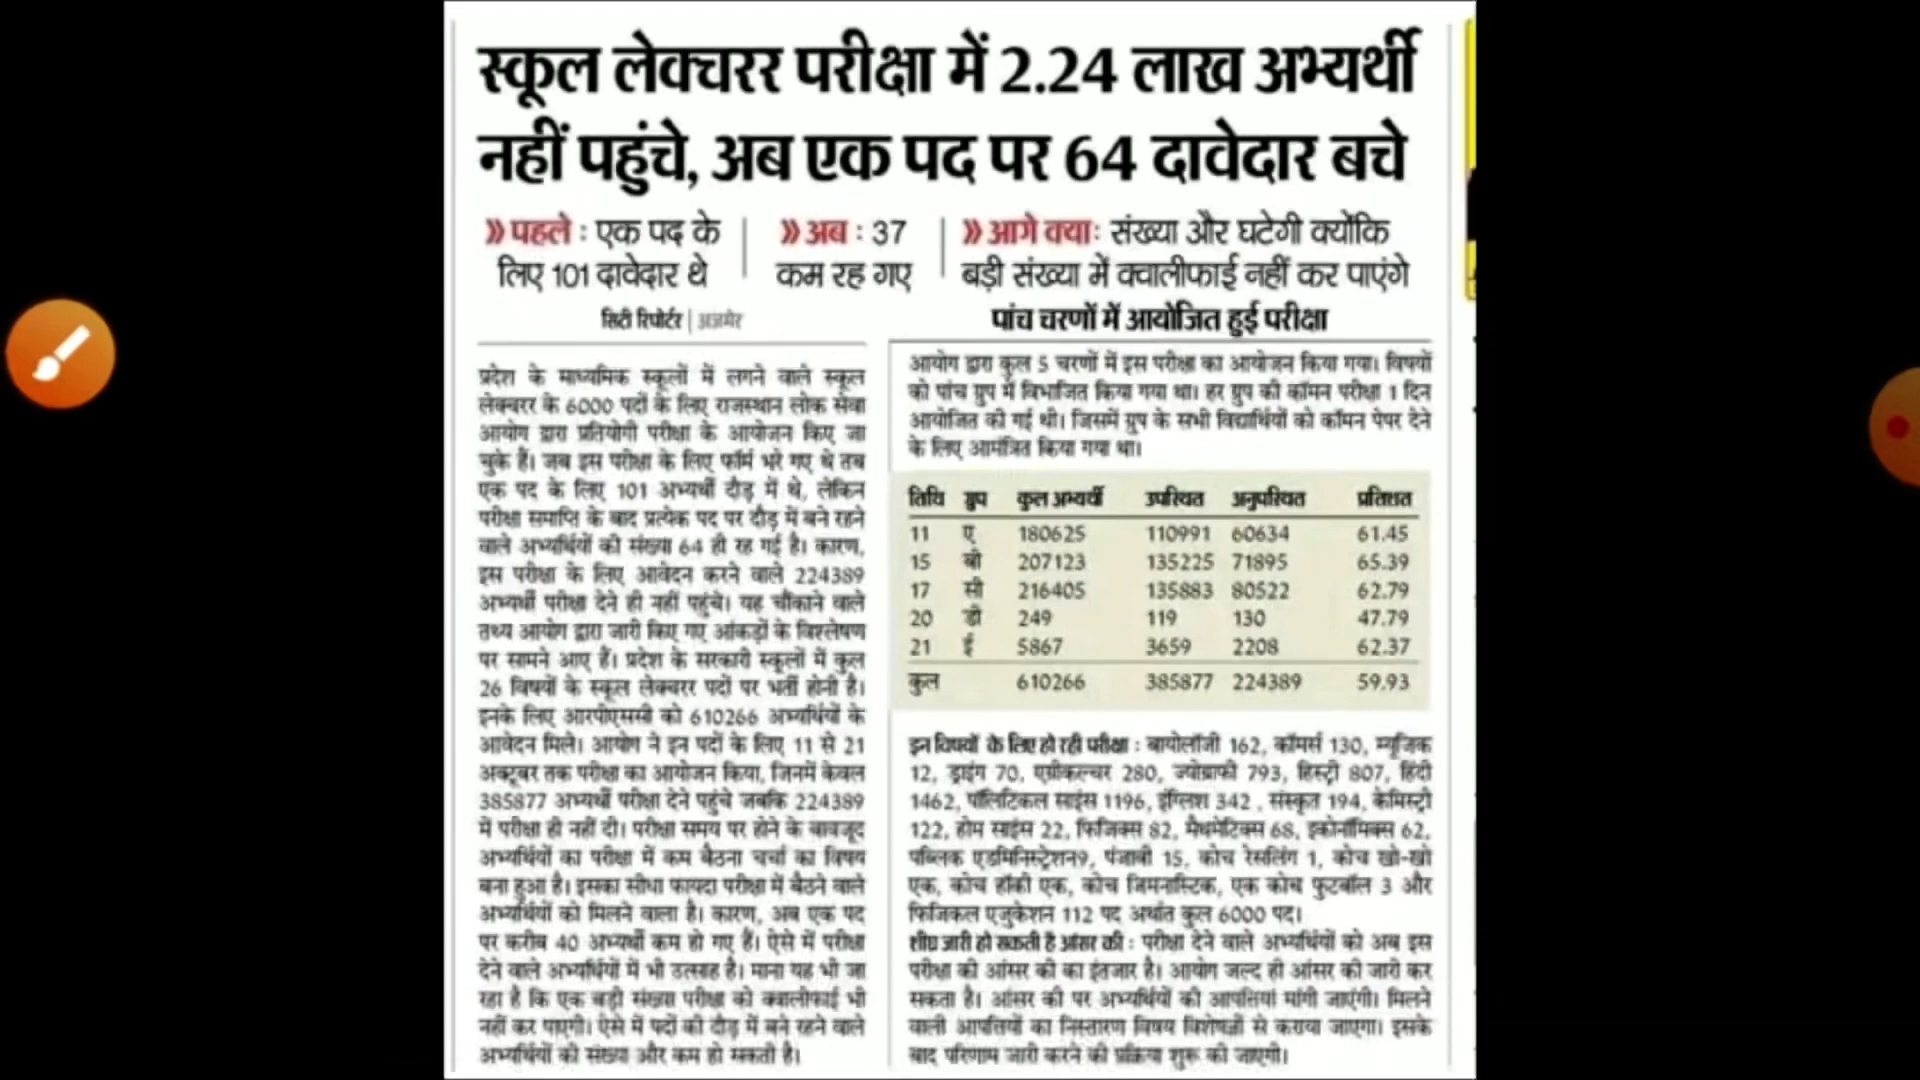 स्कूल लेक्चरर परीक्षा में 2.24 लाख अभ्यर्थी
नहीं पहुंचे, अब एक पद पर 64 दावेदार बचे
» पहले : एक पद के
लिए 101 दावेदार थे
» अब : 37
कम रह गए
» आगे क्या: संख्या और घटेगी क्योंकि
बड़ी संख्या में क्वालीफाई नहीं कर पाएंगे
सिटी रिपोर्टर | अजमेर
प्रदेश के माध्यमिक स्कूलों में लगने वाले स्कूल
लेक्चरर के 6000 पदों के लिए राजस्थान लोक सेवा
आयोग द्वारा प्रतियोगी परीक्षा के आयोजन किए जा
चुके हैं। जब इस परीक्षा के लिए फॉर्म भरे गए थे तब
एक पद के लिए 101 अभ्यर्थी दौड़ में थे, लेकिन
परीक्षा समाप्ति के बाद प्रत्येक पद पर दौड़ में बने रहने
वाले अभ्यर्थियों की संख्या 64 ही रह गई है। कारण,
इस परीक्षा के लिए आवेदन करने वाले 224389
अभ्यर्थी परीक्षा देने ही नहीं पहुंचे। यह चौंकाने वाले
तथ्य आयोग द्वारा जारी किए गए आंकड़ों के विश्लेषण
पर सामने आए हैं। प्रदेश के सरकारी स्कूलों में कुल
26 विषयों के स्कूल लेक्चरर पदों पर भर्ती होनी है।
इनके लिए आरपीएससी को 610266 अभ्यर्थियों के
आवेदन मिले। आयोग ने इन पदों के लिए 11 से 21
अक्टूबर तक परीक्षा का आयोजन किया, जिनमें केवल
385877 अभ्यर्थी परीक्षा देने पहुंचे जबकि 224389
में परीक्षा ही नहीं दी। परीक्षा समय पर होने के बावजूद
अभ्यर्थियों का परीक्षा में कम बैठना चर्चा का विषय
बना हुआ है। इसका सीधा फायदा परीक्षा में बैठने वाले
अभ्यर्थियों को मिलने वाला है। कारण, अब एक पद
पर करीब 40 अभ्यर्थी कम हो गए हैं। ऐसे में परीक्षा
देने वाले अभ्यर्थियों में भी उत्साह है। माना यह भी जा
रहा है कि एक बड़ी संख्या परीक्षा को क्वालीफाई भी
नहीं कर पाएगी। ऐसे में पदों की दौड़ में बने रहने वाले
अभ्यर्थियों की संख्या और कम हो सकती है।
पांच चरणों में आयोजित हुई परीक्षा
आयोग द्वारा कुल 5 चरणों में इस परीक्षा का आयोजन किया गया। विषयों
को पांच ग्रुप में विभाजित किया गया था। हर ग्रुप की कॉमन परीक्षा 1 दिन
आयोजित की गई थी। जिसमें ग्रुप के सभी विद्यार्थियों को कॉमन पेपर देने
के लिए आमंत्रित किया गया था।
तिथि ग्रुप कुल अभ्यर्थी उपस्थित अनुपस्थित प्रतिशत
11 ए 180625 110991 60634 61.45
15 बी 207123 135225 71895 65.39
17 सी 216405 135883 80522 62.79
20 डी 249 119 130 47.79
21 ई 5867 3659 2208 62.37
कुल 610266 385877 224389 59.93
इन विषयों के लिए हो रही परीक्षा : बायोलॉजी 162, कॉमर्स 130, म्यूजिक
12, ड्राइंग 70, एग्रीकल्चर 280, ज्योग्राफी 793, हिस्ट्री 807, हिंदी
1462, पॉलिटिकल साइंस 1196, इंग्लिश 342 , संस्कृत 194, केमिस्ट्री
122, होम साइंस 22, फिजिक्स 82, मैथमेटिक्स 68, इकोनॉमिक्स 62,
पब्लिक एडमिनिस्ट्रेशन9, पंजाबी 15, कोच रेसलिंग 1, कोच खो-खो
एक, कोच हॉकी एक, कोच जिमनास्टिक, एक कोच फुटबॉल 3 और
फिजिकल एजुकेशन 112 पद अर्थात कुल 6000 पद।
शीघ्र जारी हो सकती है आंसर की : परीक्षा देने वाले अभ्यर्थियों को अब इस
परीक्षा की आंसर की का इंतजार है। आयोग जल्द ही आंसर की जारी कर
सकता है। आंसर की पर अभ्यर्थियों की आपत्तियां मांगी जाएंगी। मिलने
वाली आपत्तियों का निस्तारण विषय विशेषज्ञों से कराया जाएगा। इसके
बाद परिणाम जारी करने की प्रक्रिया शुरू की जाएगी।